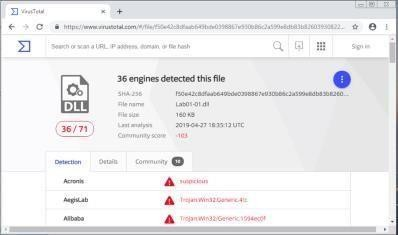 VirusTotal
https://www.virustotal.com/#/file/f50e42c8dfaab649bde0398867e930b86c2a599e8db83b82603930822...
Search or scan a URL, IP address, domain, or file hash
Sign in
36 engines detected this file
SHA-256 f50e42c8dfaab649bde0398867e930b86c2a599e8db83b8260...
File name Lab01-01.dll
File size 160 KB
Last analysis 2019-04-27 18:35:12 UTC
Community score -103
DLL
36 / 71
Detection Details Community 10
Acronis suspicious
AegisLab Trojan.Win32.Generic.4!c
Alibaba Trojan:Win32/Generic.1594ec0f